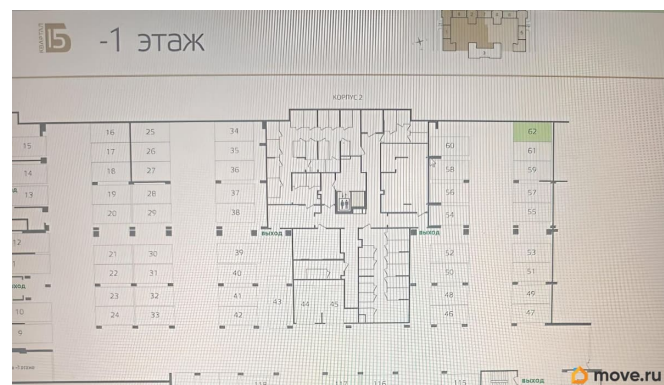 КВАРТАЛ 15
-1 этаж
КОРПУС 2
16 25 34 62
15 17 26 35 60 61
14 18 27 36 58 59
13 19 28 37 56 57
20 29 38 54 55
выход выход
12
21 30 39 52 53
22 31 40 50 51
23 32 41 43 44 45 48 49
10 24 33 42 46 47
9
118 117 116 115
выход
move.ru